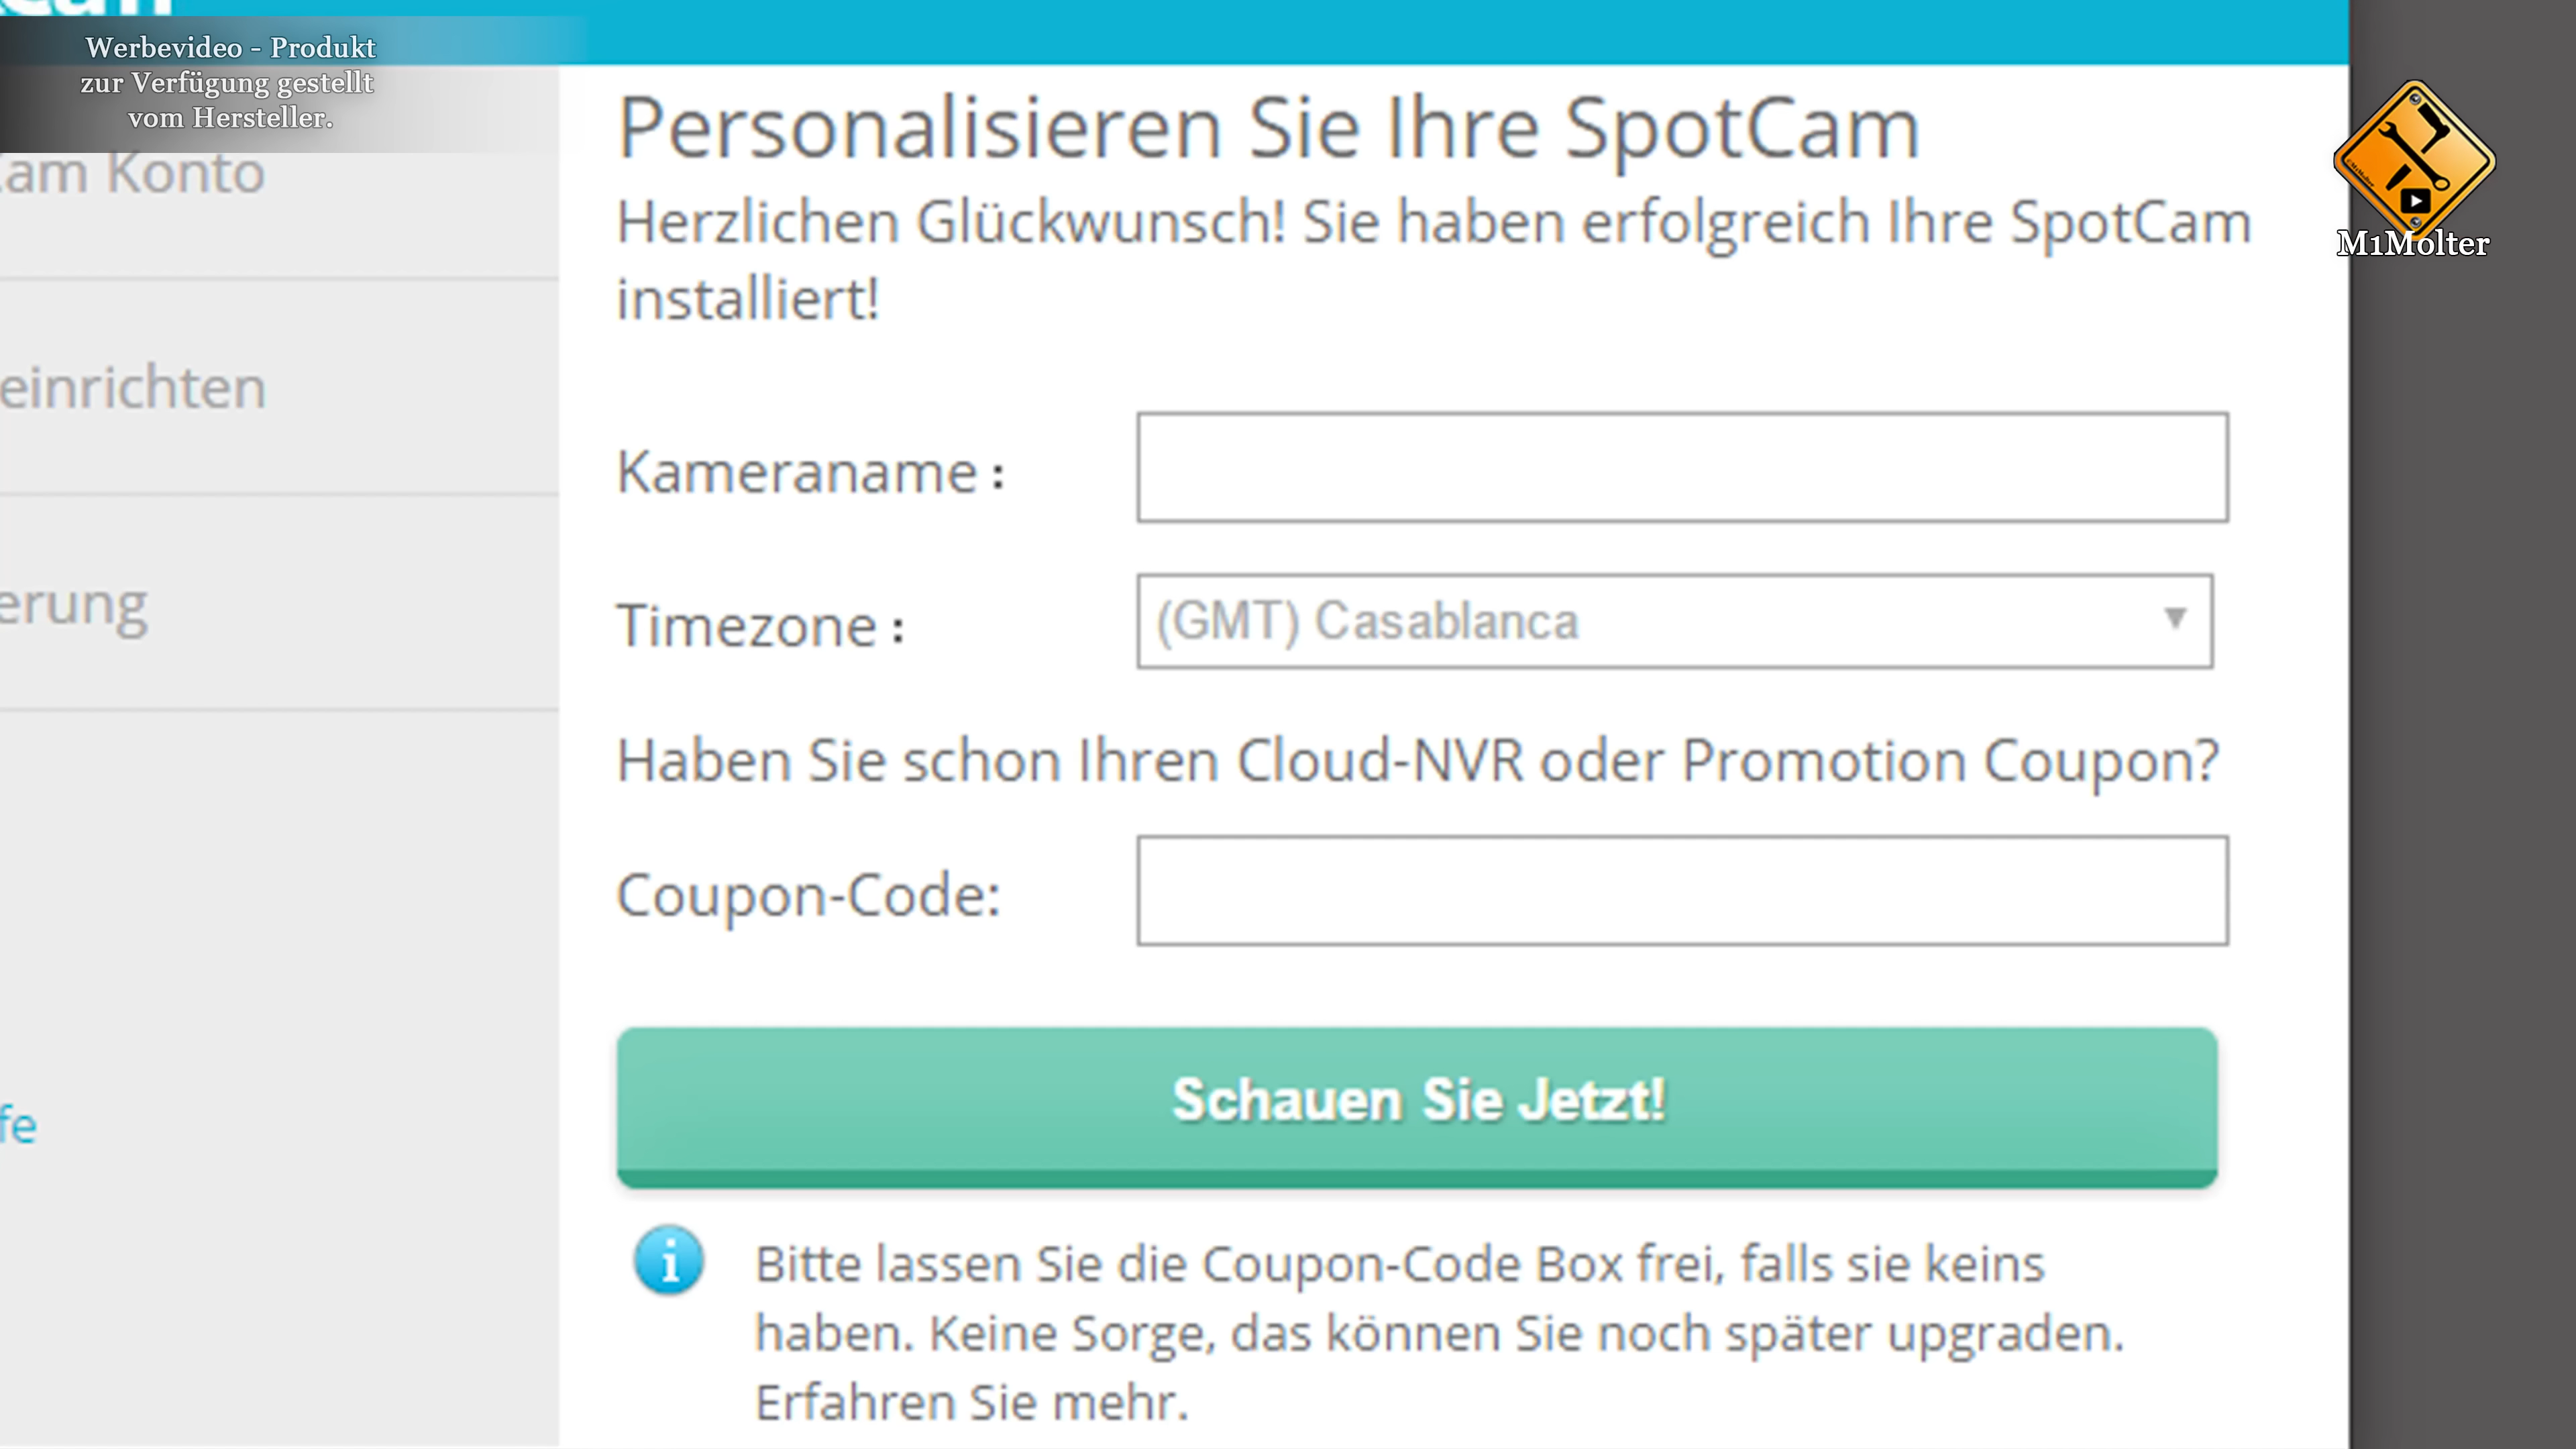 Werbevideo - Produkt
zur Verfügung gestellt
vom Hersteller.
Konto
einrichten
Personalisieren Sie Ihre SpotCam
Herzlichen Glückwunsch! Sie haben erfolgreich Ihre SpotCam
installiert!
Kameraname :
Timezone : (GMT) Casablanca
Haben Sie schon Ihren Cloud-NVR oder Promotion Coupon?
Coupon-Code:
Schauen Sie Jetzt!
Bitte lassen Sie die Coupon-Code Box frei, falls sie keins
haben. Keine Sorge, das können Sie noch später upgraden.
Erfahren Sie mehr.
M1Molter